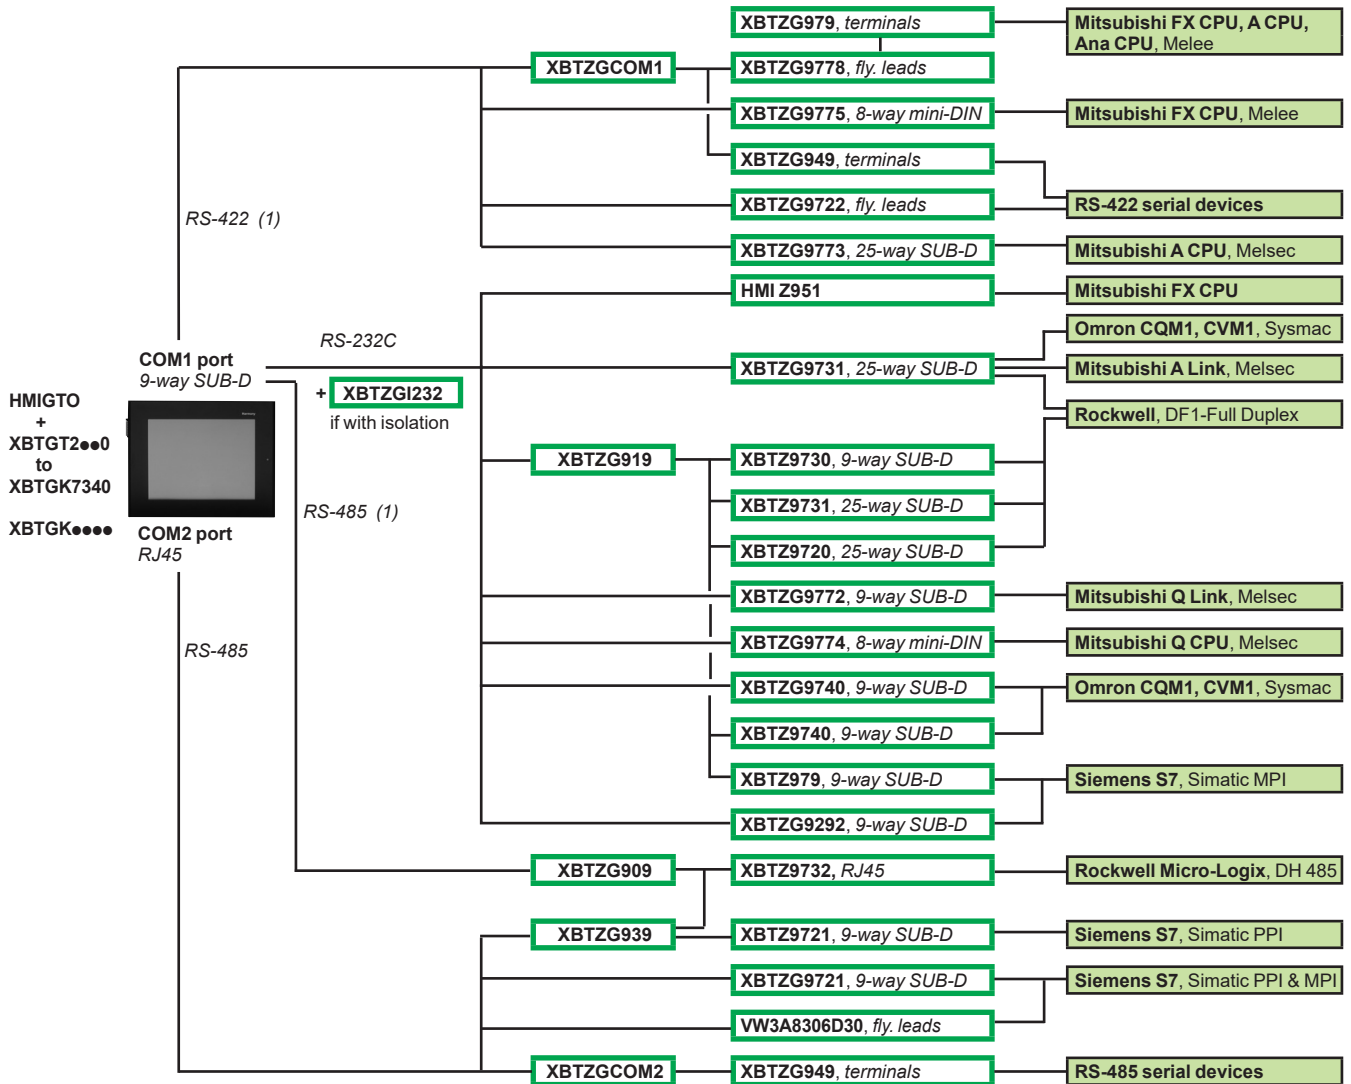 XBTZG979, terminals
Mitsubishi FX CPU, A CPU,
Ana CPU, Melee
XBTZGCOM1
XBTZG9778, fly. leads
XBTZG9775, 8-way mini-DIN
Mitsubishi FX CPU, Melee
XBTZG949, terminals
RS-422 (1)
XBTZG9722, fly. leads
RS-422 serial devices
XBTZG9773, 25-way SUB-D
Mitsubishi A CPU, Melsec
HMI Z951
Mitsubishi FX CPU
RS-232C
Omron CQM1, CVM1, Sysmac
COM1 port
9-way SUB-D
XBTZG9731, 25-way SUB-D
Mitsubishi A Link, Melsec
+ XBTZGI232
if with isolation
Rockwell, DF1-Full Duplex
HMIGTO
+
XBTGT2●●0
to
XBTGK7340
XBTGK●●●●
XBTZG919
XBTZ9730, 9-way SUB-D
XBTZ9731, 25-way SUB-D
RS-485 (1)
COM2 port
RJ45
XBTZ9720, 25-way SUB-D
XBTZG9772, 9-way SUB-D
Mitsubishi Q Link, Melsec
RS-485
XBTZG9774, 8-way mini-DIN
Mitsubishi Q CPU, Melsec
XBTZG9740, 9-way SUB-D
Omron CQM1, CVM1, Sysmac
XBTZ9740, 9-way SUB-D
XBTZ979, 9-way SUB-D
Siemens S7, Simatic MPI
XBTZG9292, 9-way SUB-D
XBTZG909
XBTZ9732, RJ45
Rockwell Micro-Logix, DH 485
XBTZG939
XBTZ9721, 9-way SUB-D
Siemens S7, Simatic PPI
XBTZG9721, 9-way SUB-D
Siemens S7, Simatic PPI & MPI
VW3A8306D30, fly. leads
XBTZGCOM2
XBTZG949, terminals
RS-485 serial devices